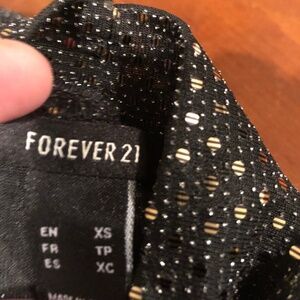 FOREVER 21
EN XS
FR TP
ES XC